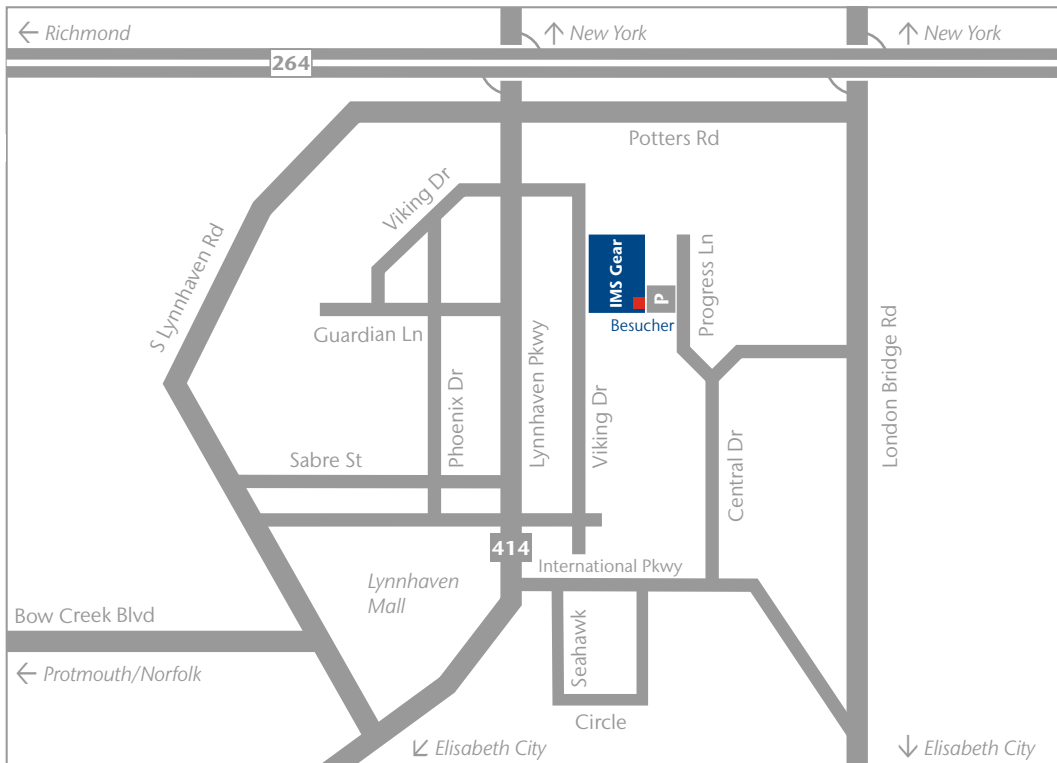 ← Richmond
↑ New York
↑ New York
264
Potters Rd
Viking Dr
S Lynnhaven Rd
IMS Gear
P
Besucher
Progress Ln
Guardian Ln
Phoenix Dr
Lynnhaven Pkwy
Viking Dr
London Bridge Rd
Sabre St
Central Dr
414
International Pkwy
Lynnhaven
Mall
Bow Creek Blvd
Seahawk
Circle
← Protmouth/Norfolk
↙ Elisabeth City
↓ Elisabeth City